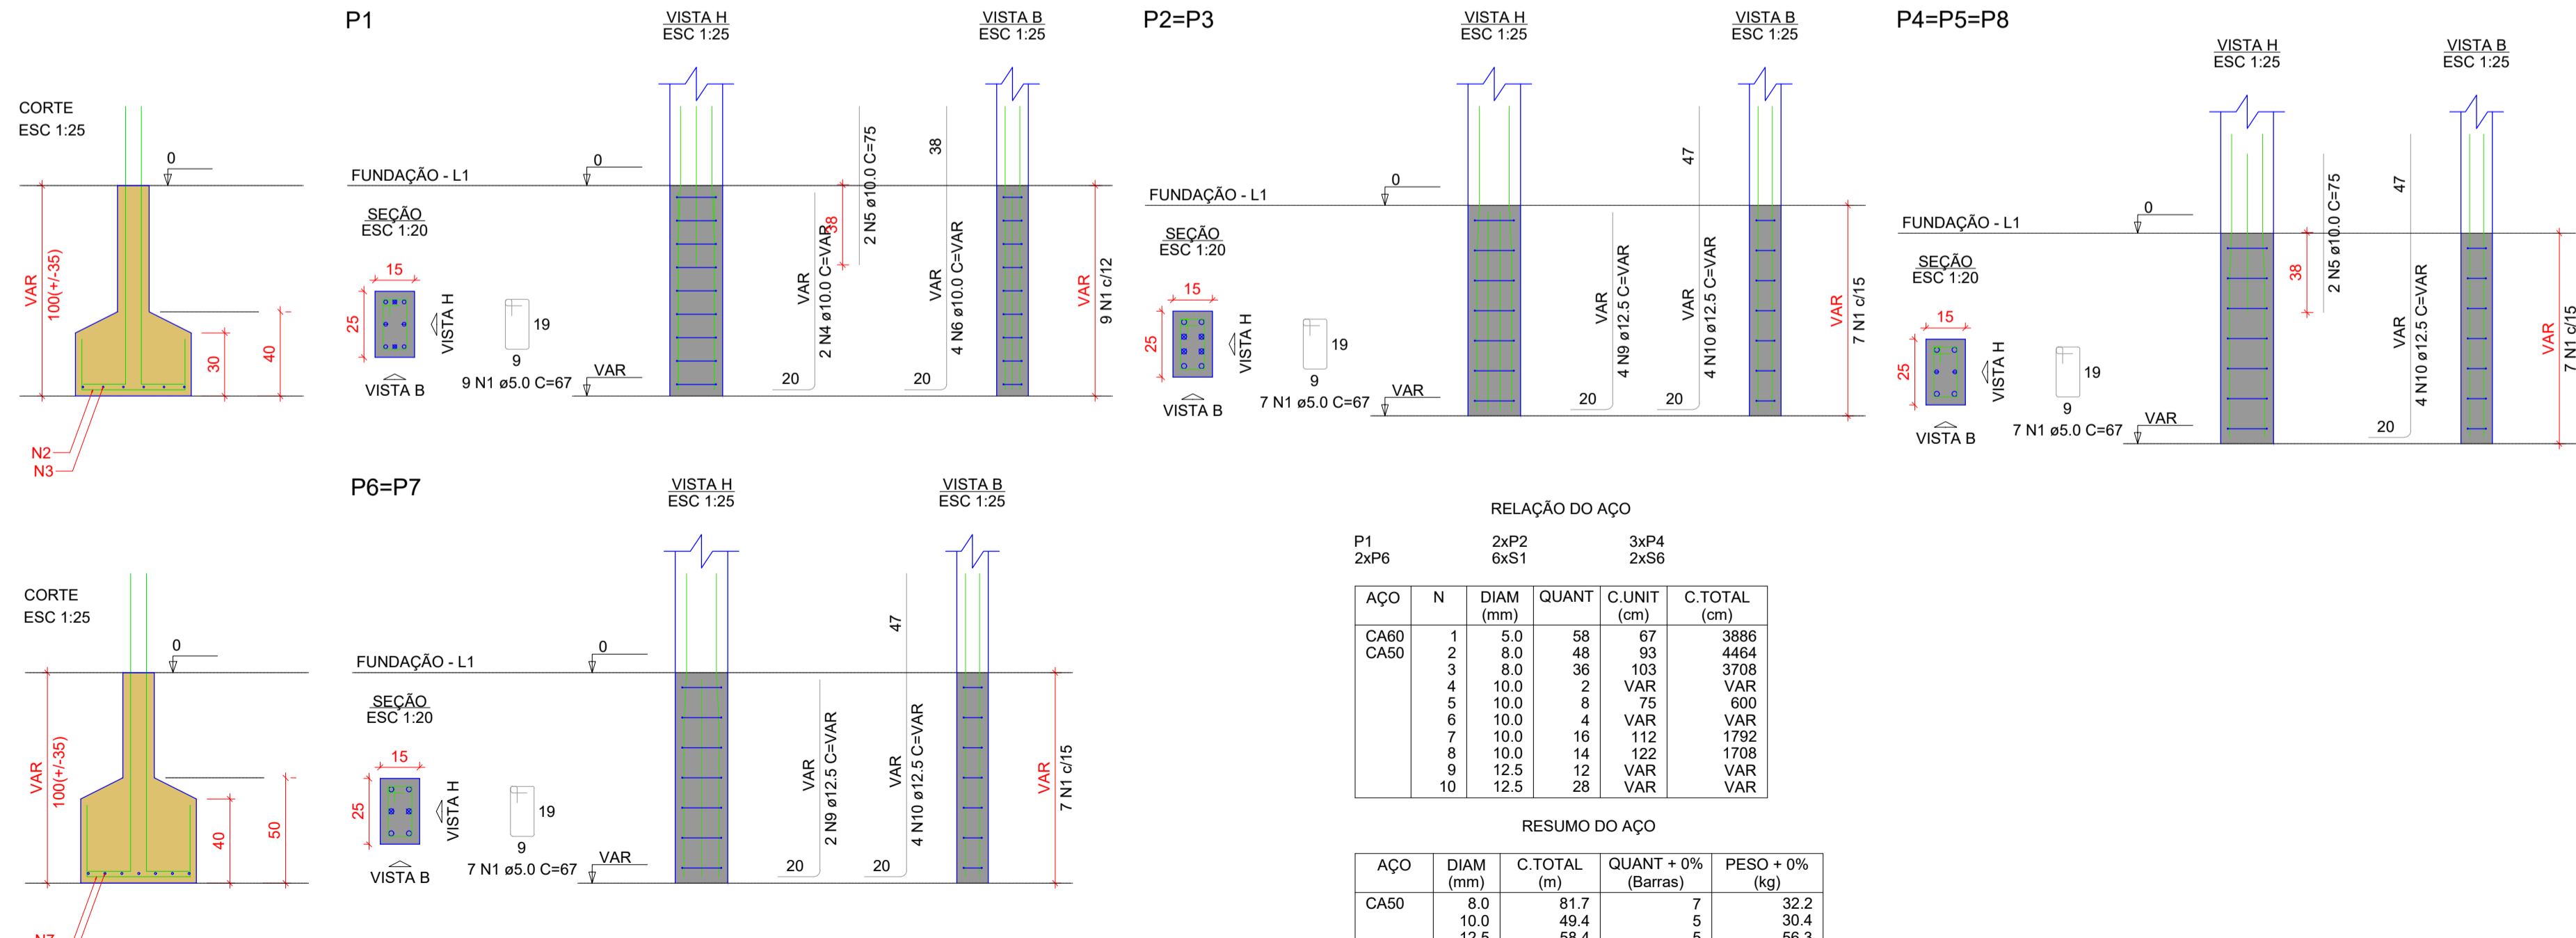 CORTE
ESC 1:25
0
VAR
100(+/-35)
30
40
N2
N3
P1
VISTA H
ESC 1:25
VISTA B
ESC 1:25
FUNDAÇÃO - L1
0
SEÇÃO
ESC 1:20
15
25
VISTA H
VISTA B
19
9
9 N1 ø5.0 C=67
VAR
20
VAR
2 N4 ø10.0 C=VAR
38
2 N5 ø10.0 C=75
38
20
VAR
4 N6 ø10.0 C=VAR
VAR
9 N1 c/12
P2=P3
VISTA H
ESC 1:25
VISTA B
ESC 1:25
FUNDAÇÃO - L1
0
SEÇÃO
ESC 1:20
15
25
VISTA H
VISTA B
19
9
7 N1 ø5.0 C=67
VAR
20
VAR
4 N9 ø12.5 C=VAR
47
20
VAR
4 N10 ø12.5 C=VAR
VAR
7 N1 c/15
P4=P5=P8
VISTA H
ESC 1:25
VISTA B
ESC 1:25
FUNDAÇÃO - L1
0
SEÇÃO
ESC 1:20
15
25
VISTA H
VISTA B
19
9
7 N1 ø5.0 C=67
VAR
38
2 N5 ø10.0 C=75
47
20
VAR
4 N10 ø12.5 C=VAR
VAR
7 N1 c/15
CORTE
ESC 1:25
0
VAR
100(+/-35)
40
50
N7
P6=P7
VISTA H
ESC 1:25
VISTA B
ESC 1:25
FUNDAÇÃO - L1
0
SEÇÃO
ESC 1:20
15
25
VISTA H
VISTA B
19
9
7 N1 ø5.0 C=67
VAR
20
VAR
2 N9 ø12.5 C=VAR
47
20
VAR
4 N10 ø12.5 C=VAR
VAR
7 N1 c/15
RELAÇÃO DO AÇO
P1 2xP2 3xP4
2xP6 6xS1 2xS6
AÇO N DIAM QUANT C.UNIT C.TOTAL
(mm) (cm) (cm)
CA60 1 5.0 58 67 3886
CA50 2 8.0 48 93 4464
3 8.0 36 103 3708
4 10.0 2 VAR VAR
5 10.0 8 75 600
6 10.0 4 VAR VAR
7 10.0 16 112 1792
8 10.0 14 122 1708
9 12.5 12 VAR VAR
10 12.5 28 VAR VAR
RESUMO DO AÇO
AÇO DIAM C.TOTAL QUANT + 0% PESO + 0%
(mm) (m) (Barras) (kg)
CA50 8.0 81.7 7 32.2
10.0 49.4 5 30.4
12.5 58.4 5 56.3